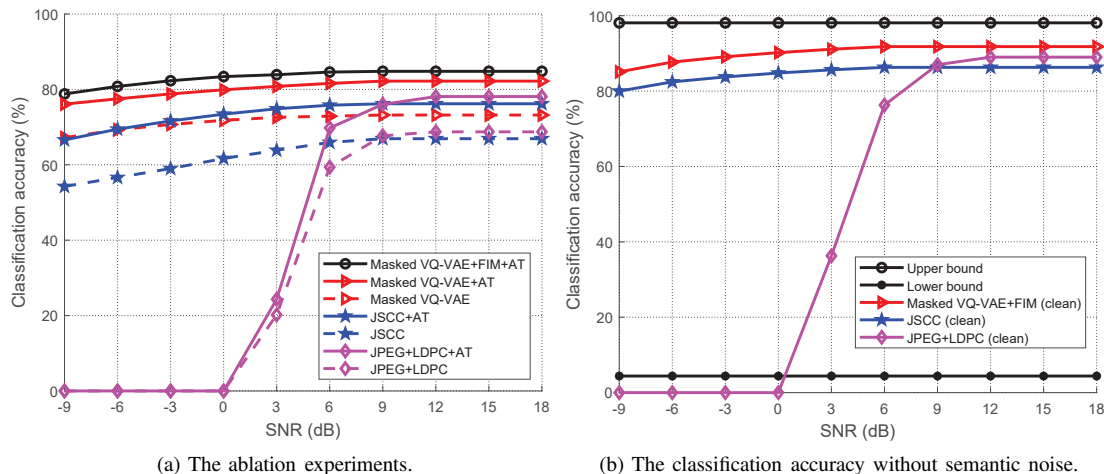 100
80
60
40
20
0
Classification accuracy (%)
-9 -6 -3 0 3 6 9 12 15 18
SNR (dB)
Masked VQ-VAE+FIM+AT
Masked VQ-VAE+AT
Masked VQ-VAE
JSCC+AT
JSCC
JPEG+LDPC+AT
JPEG+LDPC
(a) The ablation experiments.
100
80
60
40
20
0
Classification accuracy (%)
-9 -6 -3 0 3 6 9 12 15 18
SNR (dB)
Upper bound
Lower bound
Masked VQ-VAE+FIM (clean)
JSCC (clean)
JPEG+LDPC (clean)
(b) The classification accuracy without semantic noise.